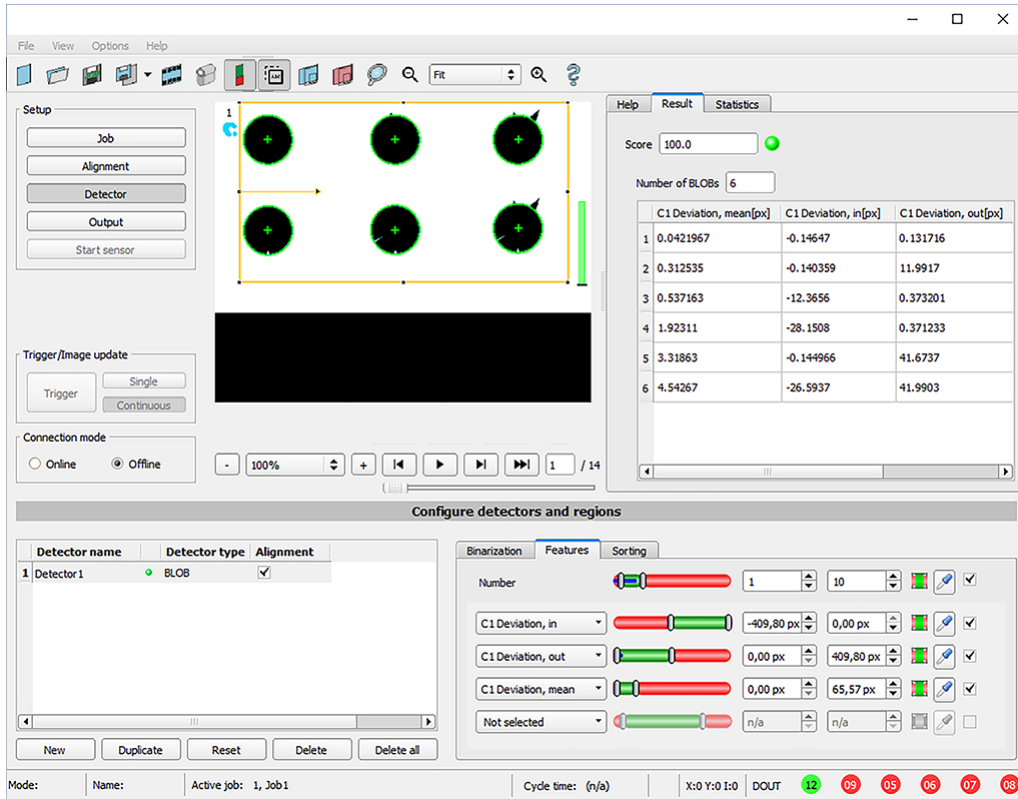 File View Options Help
Fit
Setup
Job
Alignment
Detector
Output
Start sensor
Trigger/Image update
Trigger
Single
Continuous
Connection mode
Online Offline
1
- 100% + 1 / 14
Help Result Statistics
Score 100.0
Number of BLOBs 6
C1 Deviation, mean[px] C1 Deviation, in[px] C1 Deviation, out[px]
1 0.0421967 -0.14647 0.131716
2 0.312535 -0.140359 11.9917
3 0.537163 -12.3656 0.373201
4 1.92311 -28.1508 0.371233
5 3.31863 -0.144966 41.6737
6 4.54267 -26.5937 41.9903
Configure detectors and regions
Detector name Detector type Alignment
1 Detector1 BLOB
New Duplicate Reset Delete Delete all
Binarization Features Sorting
Number 1 10
C1 Deviation, in -409,80 px 0,00 px
C1 Deviation, out 0,00 px 409,80 px
C1 Deviation, mean 0,00 px 65,57 px
Not selected n/a n/a
Mode: Name: Active job: 1, Job1 Cycle time: (n/a) X:0 Y:0 I:0 DOUT 12 09 05 06 07 08